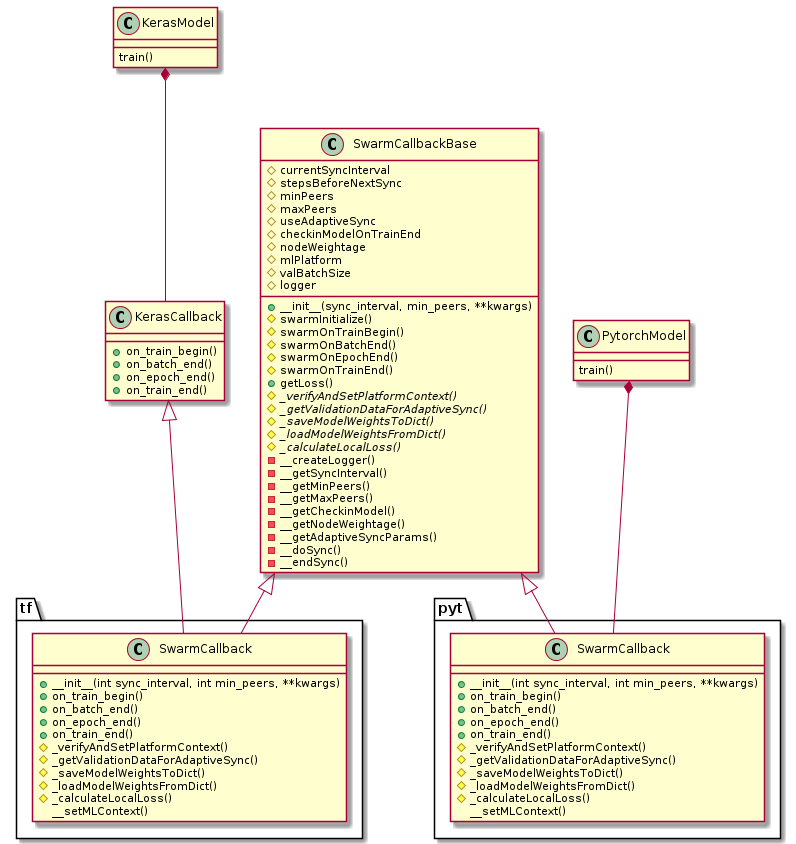 C KerasModel
train()
C SwarmCallbackBase
currentSyncInterval
stepsBeforeNextSync
minPeers
maxPeers
useAdaptiveSync
checkinModelOnTrainEnd
nodeWeightage
mlPlatform
valBatchSize
logger
__init__(sync_interval, min_peers, **kwargs)
swarmInitialize()
swarmOnTrainBegin()
swarmOnBatchEnd()
swarmOnEpochEnd()
swarmOnTrainEnd()
getLoss()
_verifyAndSetPlatformContext()
_getValidationDataForAdaptiveSync()
_saveModelWeightsToDict()
_loadModelWeightsFromDict()
_calculateLocalLoss()
__createLogger()
__getSyncInterval()
__getMinPeers()
__getMaxPeers()
__getCheckinModel()
__getNodeWeightage()
__getAdaptiveSyncParams()
__doSync()
__endSync()
C KerasCallback
on_train_begin()
on_batch_end()
on_epoch_end()
on_train_end()
C PytorchModel
train()
tf
C SwarmCallback
__init__(int sync_interval, int min_peers, **kwargs)
on_train_begin()
on_batch_end()
on_epoch_end()
on_train_end()
_verifyAndSetPlatformContext()
_getValidationDataForAdaptiveSync()
_saveModelWeightsToDict()
_loadModelWeightsFromDict()
_calculateLocalLoss()
__setMLContext()
pyt
C SwarmCallback
__init__(int sync_interval, int min_peers, **kwargs)
on_train_begin()
on_batch_end()
on_epoch_end()
on_train_end()
_verifyAndSetPlatformContext()
_getValidationDataForAdaptiveSync()
_saveModelWeightsToDict()
_loadModelWeightsFromDict()
_calculateLocalLoss()
__setMLContext()